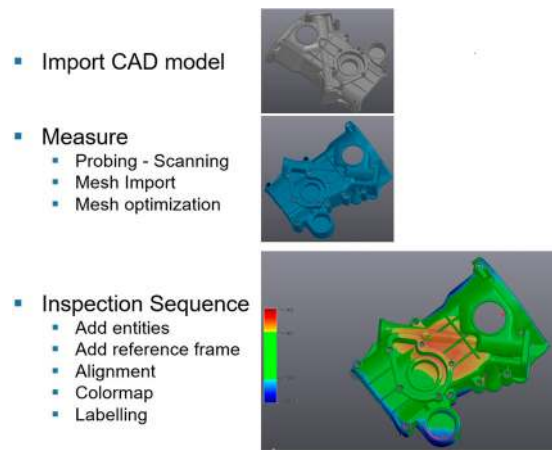 Import CAD model
Measure
Probing - Scanning
Mesh Import
Mesh optimization
Inspection Sequence
Add entities
Add reference frame
Alignment
Colormap
Labelling